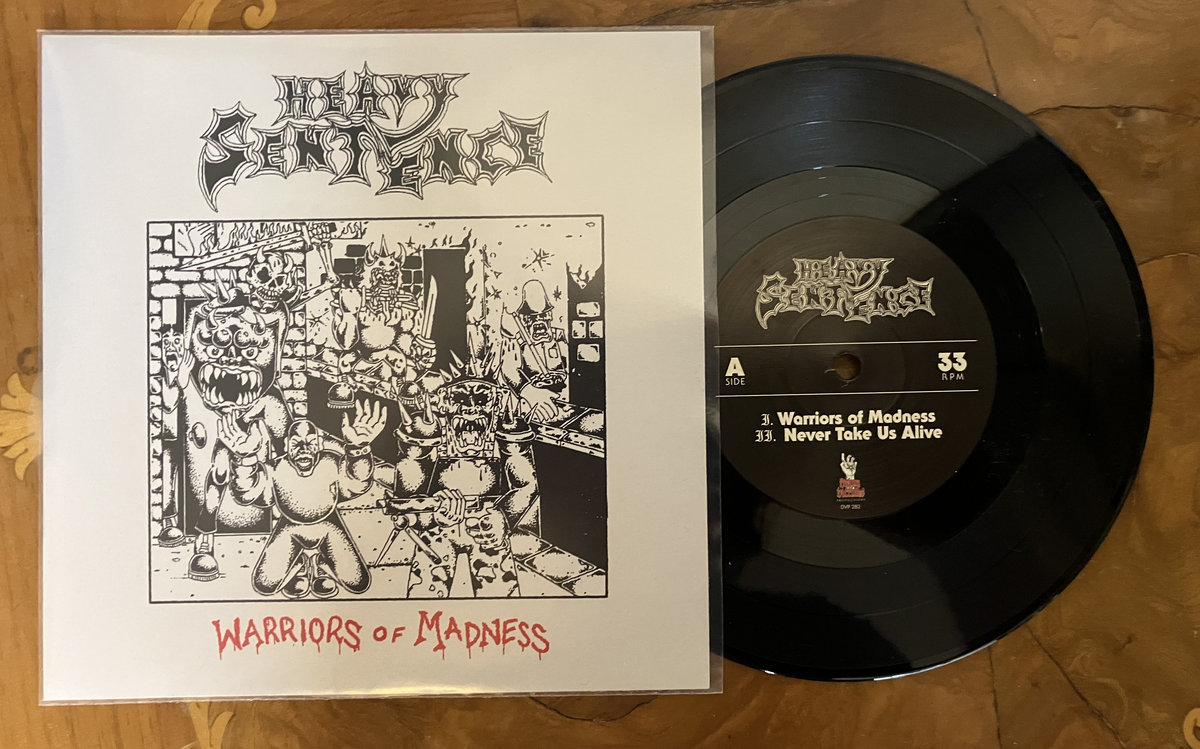 HEAVY
SENTENCE
WARRIORS OF MADNESS
HEAVY
SENTENCE
A
SIDE
33
RPM
I. Warriors of Madness
II. Never Take Us Alive
DVP 282